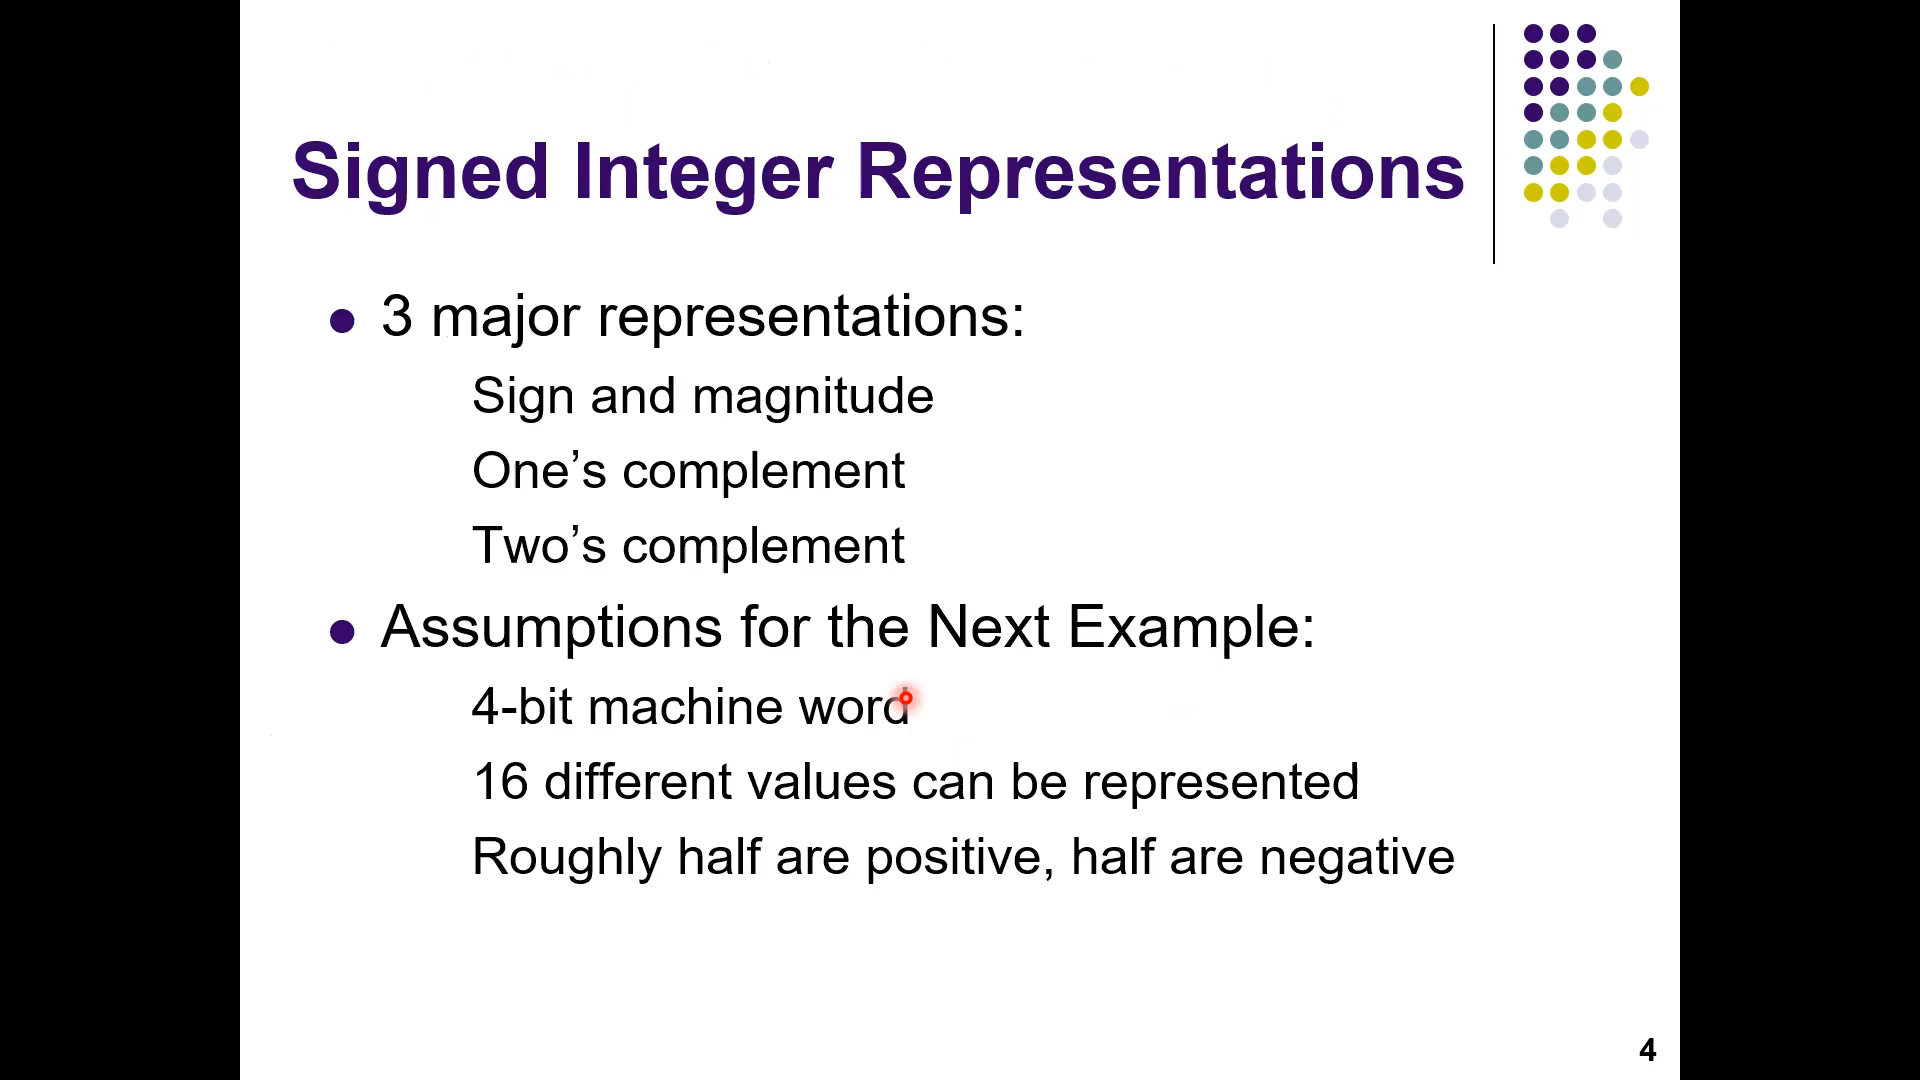 Signed Integer Representations
3 major representations:
Sign and magnitude
One’s complement
Two’s complement
Assumptions for the Next Example:
4-bit machine word
16 different values can be represented
Roughly half are positive, half are negative
4